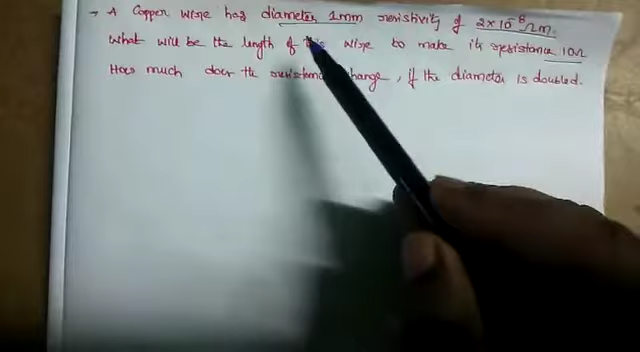 → A Copper wire has diameter 1mm resistivity of 2×10⁻⁸ Ωm.
What will be the length of this wire to make its resistance 10Ω
How much does the resistance change, if the diameter is doubled.